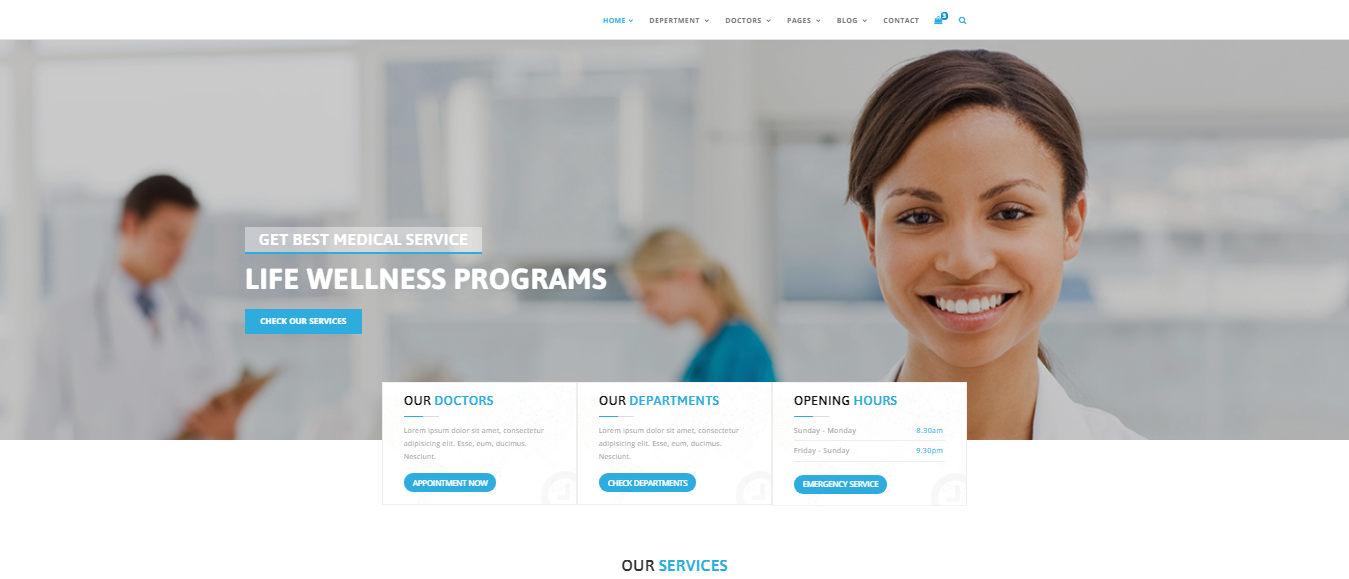 HOME DEPERTMENT DOCTORS PAGES BLOG CONTACT 3
GET BEST MEDICAL SERVICE
LIFE WELLNESS PROGRAMS
CHECK OUR SERVICES
OUR DOCTORS
Lorem ipsum dolor sit amet, consectetur
adipisicing elit. Esse, eum, ducimus.
Nesciunt.
APPOINTMENT NOW
OUR DEPARTMENTS
Lorem ipsum dolor sit amet, consectetur
adipisicing elit. Esse, eum, ducimus.
Nesciunt.
CHECK DEPARTMENTS
OPENING HOURS
Sunday - Monday 8.30am
Friday - Sunday 9.30pm
EMERGENCY SERVICE
OUR SERVICES